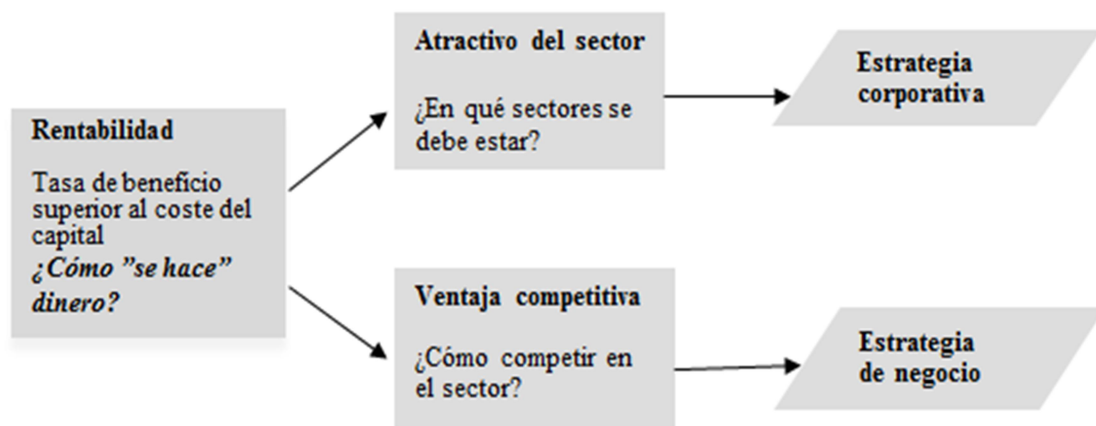 Rentabilidad
Tasa de beneficio
superior al coste del
capital
¿Cómo ”se hace”
dinero?
Atractivo del sector
¿En qué sectores se
debe estar?
Estrategia
corporativa
Ventaja competitiva
¿Cómo competir en
el sector?
Estrategia
de negocio